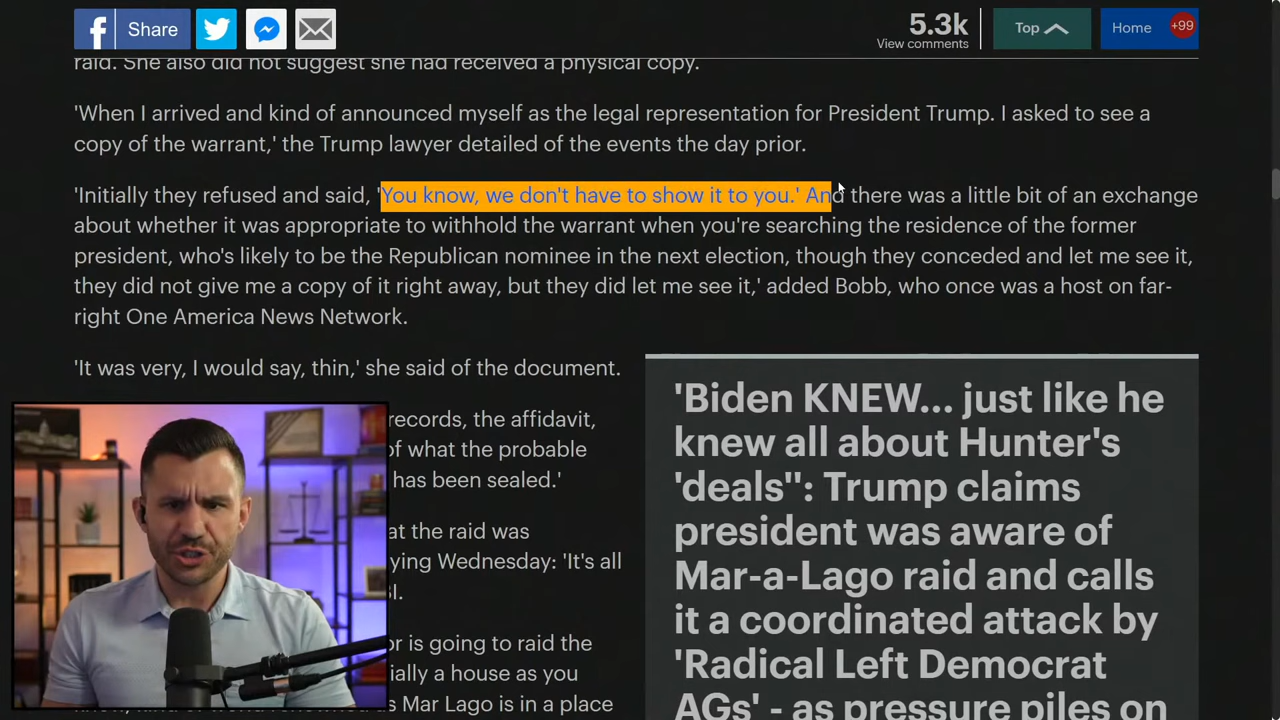 Share
5.3k
View comments
Top
Home
+99
raid. She also did not suggest she had received a physical copy.
'When I arrived and kind of announced myself as the legal representation for President Trump. I asked to see a
copy of the warrant,' the Trump lawyer detailed of the events the day prior.
'Initially they refused and said, 'You know, we don't have to show it to you.' And there was a little bit of an exchange
about whether it was appropriate to withhold the warrant when you're searching the residence of the former
president, who's likely to be the Republican nominee in the next election, though they conceded and let me see it,
they did not give me a copy of it right away, but they did let me see it,' added Bobb, who once was a host on far-
right One America News Network.
'It was very, I would say, thin,' she said of the document.
records, the affidavit,
of what the probable
has been sealed.'
at the raid was
ying Wednesday: 'It's all
or is going to raid the
ially a house as you
Mar Lago is in a place
'Biden KNEW... just like he
knew all about Hunter's
'deals'': Trump claims
president was aware of
Mar-a-Lago raid and calls
it a coordinated attack by
'Radical Left Democrat
AGs' - as pressure piles on